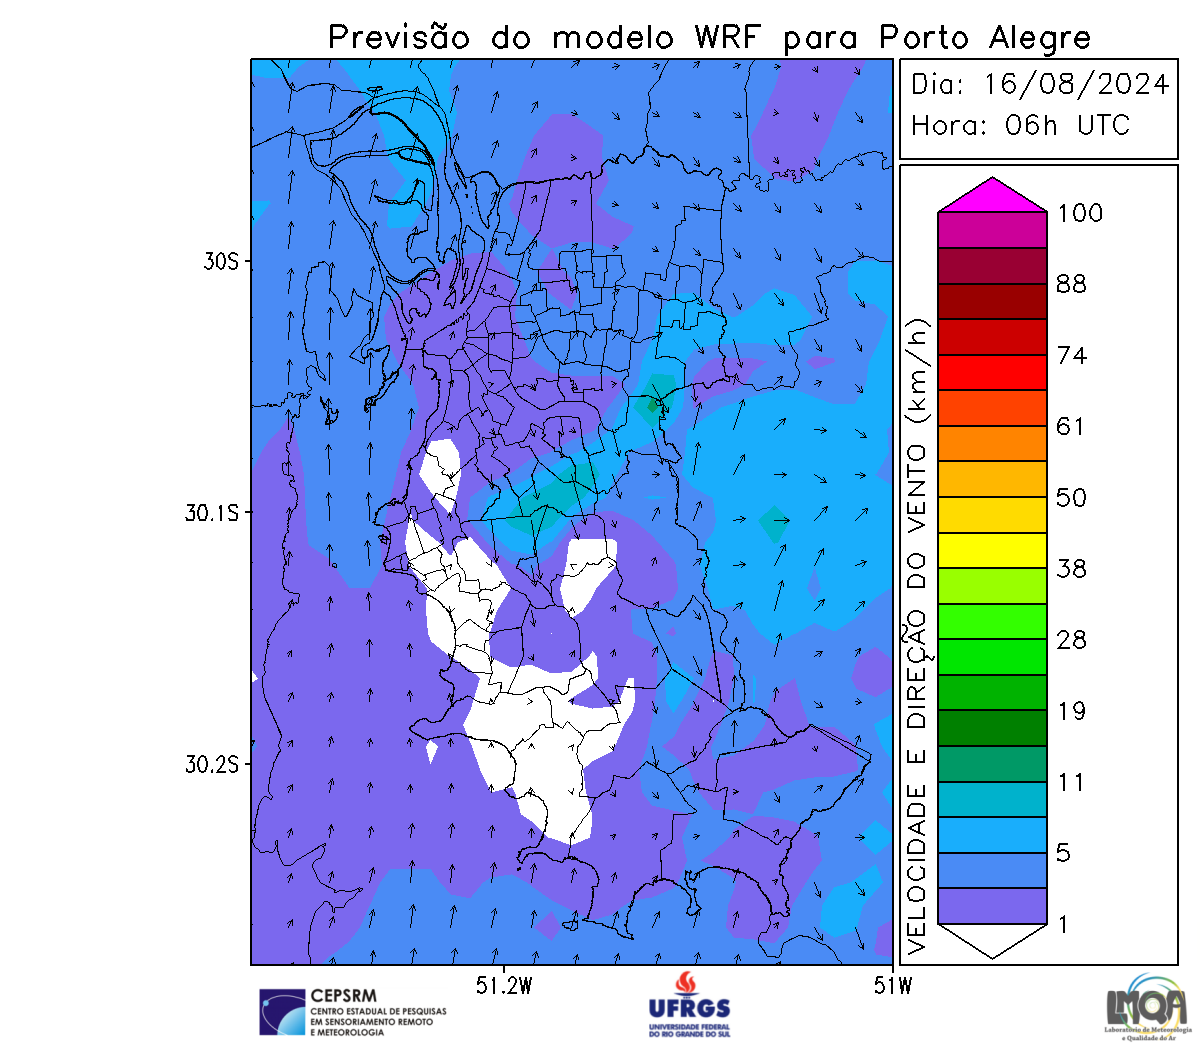 Previsão do modelo WRF para Porto Alegre
Dia: 16/08/2024
Hora: 06h UTC
30S
30.1S
30.2S
51.2W
51W
VELOCIDADE E DIREÇÃO DO VENTO (km/h)
100
88
74
61
50
38
28
19
11
5
1
CEPSRM
CENTRO ESTADUAL DE PESQUISAS
EM SENSORIAMENTO REMOTO
E METEOROLOGIA
UFRGS
UNIVERSIDADE FEDERAL
DO RIO GRANDE DO SUL
LMQA
Laboratório de Meteorologia
e Qualidade do Ar